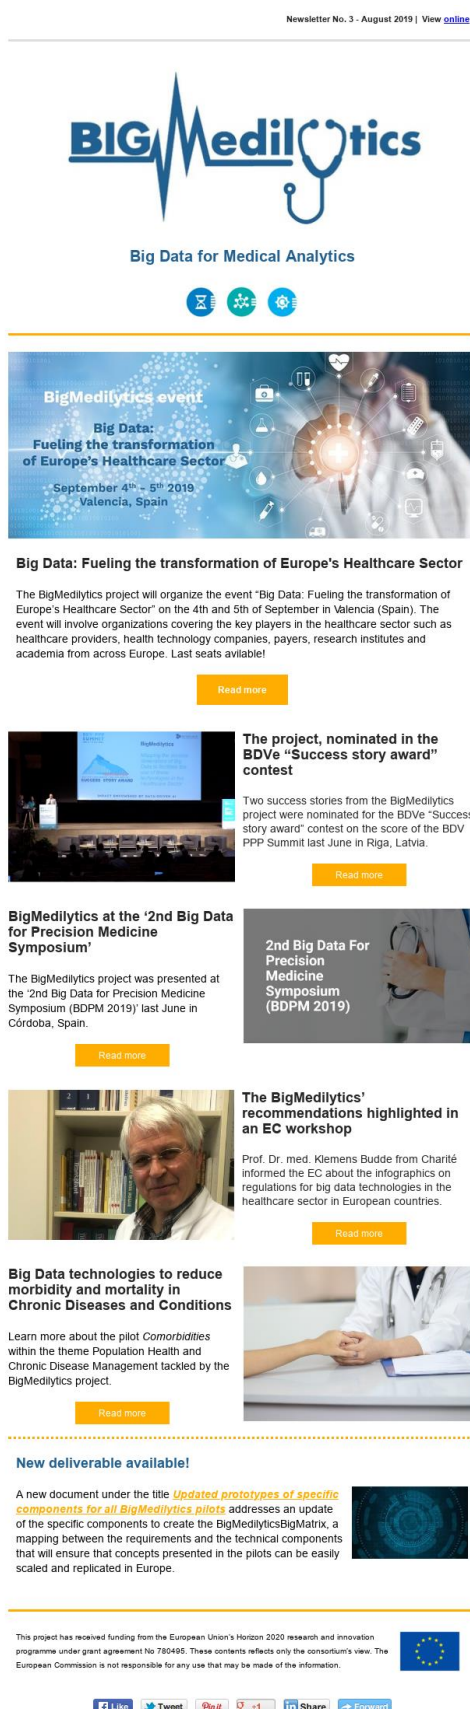 Newsletter No. 3 - August 2019 | View online
BIGMedilytics
Big Data for Medical Analytics
BigMedilytics event
Big Data:
Fueling the transformation
of Europe's Healthcare Sector
September 4th - 5th 2019
Valencia, Spain
Big Data: Fueling the transformation of Europe's Healthcare Sector
The BigMedilytics project will organize the event “Big Data: Fueling the transformation of
Europe's Healthcare Sector” on the 4th and 5th of September in Valencia (Spain). The
event will involve organizations covering the key players in the healthcare sector such as
healthcare providers, health technology companies, payers, research institutes and
academia from across Europe. Last seats avilable!
Read more
BigMedilytics
SUCCESS STORY AWARD
The project, nominated in the
BDVe “Success story award”
contest
Two success stories from the BigMedilytics
project were nominated for the BDVe “Success
story award” contest on the score of the BDV
PPP Summit last June in Riga, Latvia.
Read more
BigMedilytics at the ‘2nd Big Data
for Precision Medicine
Symposium’
The BigMedilytics project was presented at
the ‘2nd Big Data for Precision Medicine
Symposium (BDPM 2019)’ last June in
Córdoba, Spain.
Read more
2nd Big Data For
Precision
Medicine
Symposium
(BDPM 2019)
2
1
The BigMedilytics’
recommendations highlighted in
an EC workshop
Prof. Dr. med. Klemens Budde from Charité
informed the EC about the infographics on
regulations for big data technologies in the
healthcare sector in European countries.
Read more
Big Data technologies to reduce
morbidity and mortality in
Chronic Diseases and Conditions
Learn more about the pilot Comorbidities
within the theme Population Health and
Chronic Disease Management tackled by the
BigMedilytics project.
Read more
New deliverable available!
A new document under the title Updated prototypes of specific
components for all BigMedilytics pilots addresses an update
of the specific components to create the BigMedilyticsBigMatrix, a
mapping between the requirements and the technical components
that will ensure that concepts presented in the pilots can be easily
scaled and replicated in Europe.
This project has received funding from the European Union's Horizon 2020 research and innovation
programme under grant agreement No 780495. These contents reflects only the consortium's view. The
European Commission is not responsible for any use that may be made of the information.
Like
Tweet
Pin it
+1
Share
Forward